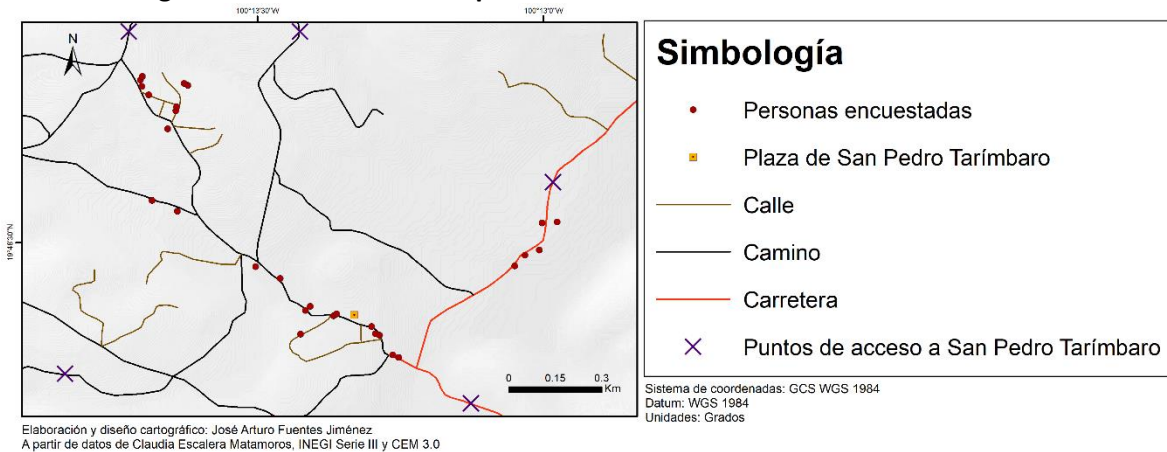 100°13'30"W
100°13'0"W
N
19°48'30"N
0 0.15 0.3
Km
Simbología
Personas encuestadas
Plaza de San Pedro Tarímbaro
Calle
Camino
Carretera
Puntos de acceso a San Pedro Tarímbaro
Sistema de coordenadas: GCS WGS 1984
Datum: WGS 1984
Unidades: Grados
Elaboración y diseño cartográfico: José Arturo Fuentes Jiménez
A partir de datos de Claudia Escalera Matamoros, INEGI Serie III y CEM 3.0